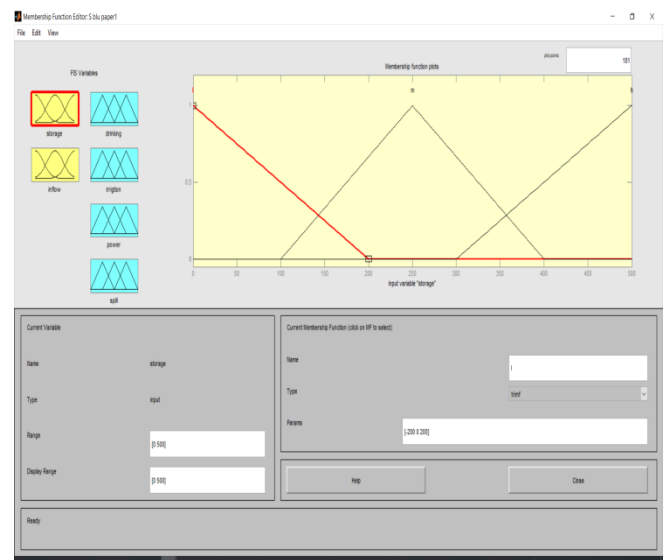 Membership Function Editor: S blu paper1
File Edit View
FIS Variables
Membership function plots
plot points
181
l
m
h
storage
drinking
inflow
irrigtion
power
spill
1
0.5
0
0 50 100 150 200 250 300 350 400 450 500
input variable "storage"
Current Variable
Name storage
Type input
Range [0 500]
Display Range [0 500]
Current Membership Function (click on MF to select)
Name l
Type trimf
Params [-200 0 200]
Help
Close
Ready